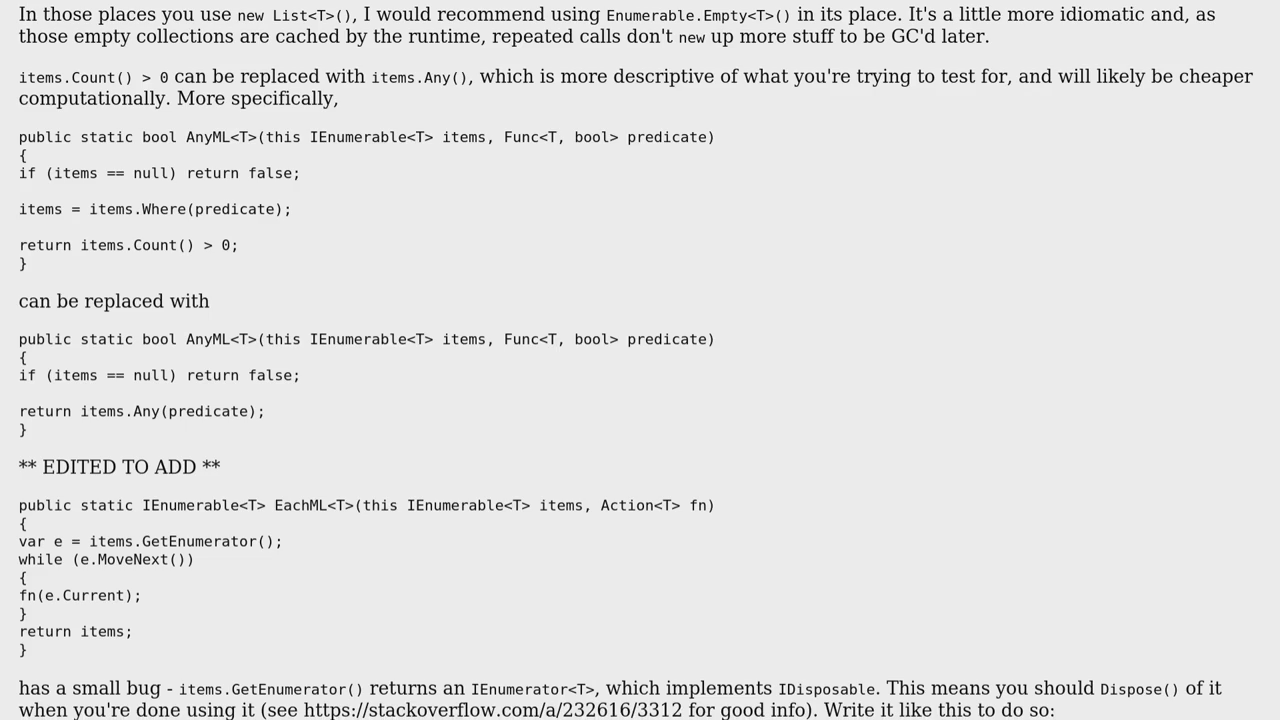 In those places you use new List<T>(), I would recommend using Enumerable.Empty<T>() in its place. It's a little more idiomatic and, as
those empty collections are cached by the runtime, repeated calls don't new up more stuff to be GC'd later.
items.Count() > 0 can be replaced with items.Any(), which is more descriptive of what you're trying to test for, and will likely be cheaper
computationally. More specifically,
public static bool AnyML<T>(this IEnumerable<T> items, Func<T, bool> predicate)
{
if (items == null) return false;
items = items.Where(predicate);
return items.Count() > 0;
}
can be replaced with
public static bool AnyML<T>(this IEnumerable<T> items, Func<T, bool> predicate)
{
if (items == null) return false;
return items.Any(predicate);
}
** EDITED TO ADD **
public static IEnumerable<T> EachML<T>(this IEnumerable<T> items, Action<T> fn)
{
var e = items.GetEnumerator();
while (e.MoveNext())
{
fn(e.Current);
}
return items;
}
has a small bug - items.GetEnumerator() returns an IEnumerator<T>, which implements IDisposable. This means you should Dispose() of it
when you're done using it (see https://stackoverflow.com/a/232616/3312 for good info). Write it like this to do so: